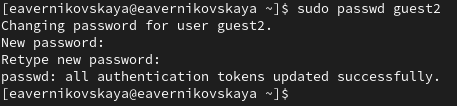 [eavernikovskaya@eavernikovskaya ~]$ sudo passwd guest2
Changing password for user guest2.
New password:
Retype new password:
passwd: all authentication tokens updated successfully.
[eavernikovskaya@eavernikovskaya ~]$